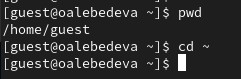 [guest@oalebedeva ~]$ pwd
/home/guest
[guest@oalebedeva ~]$ cd ~
[guest@oalebedeva ~]$